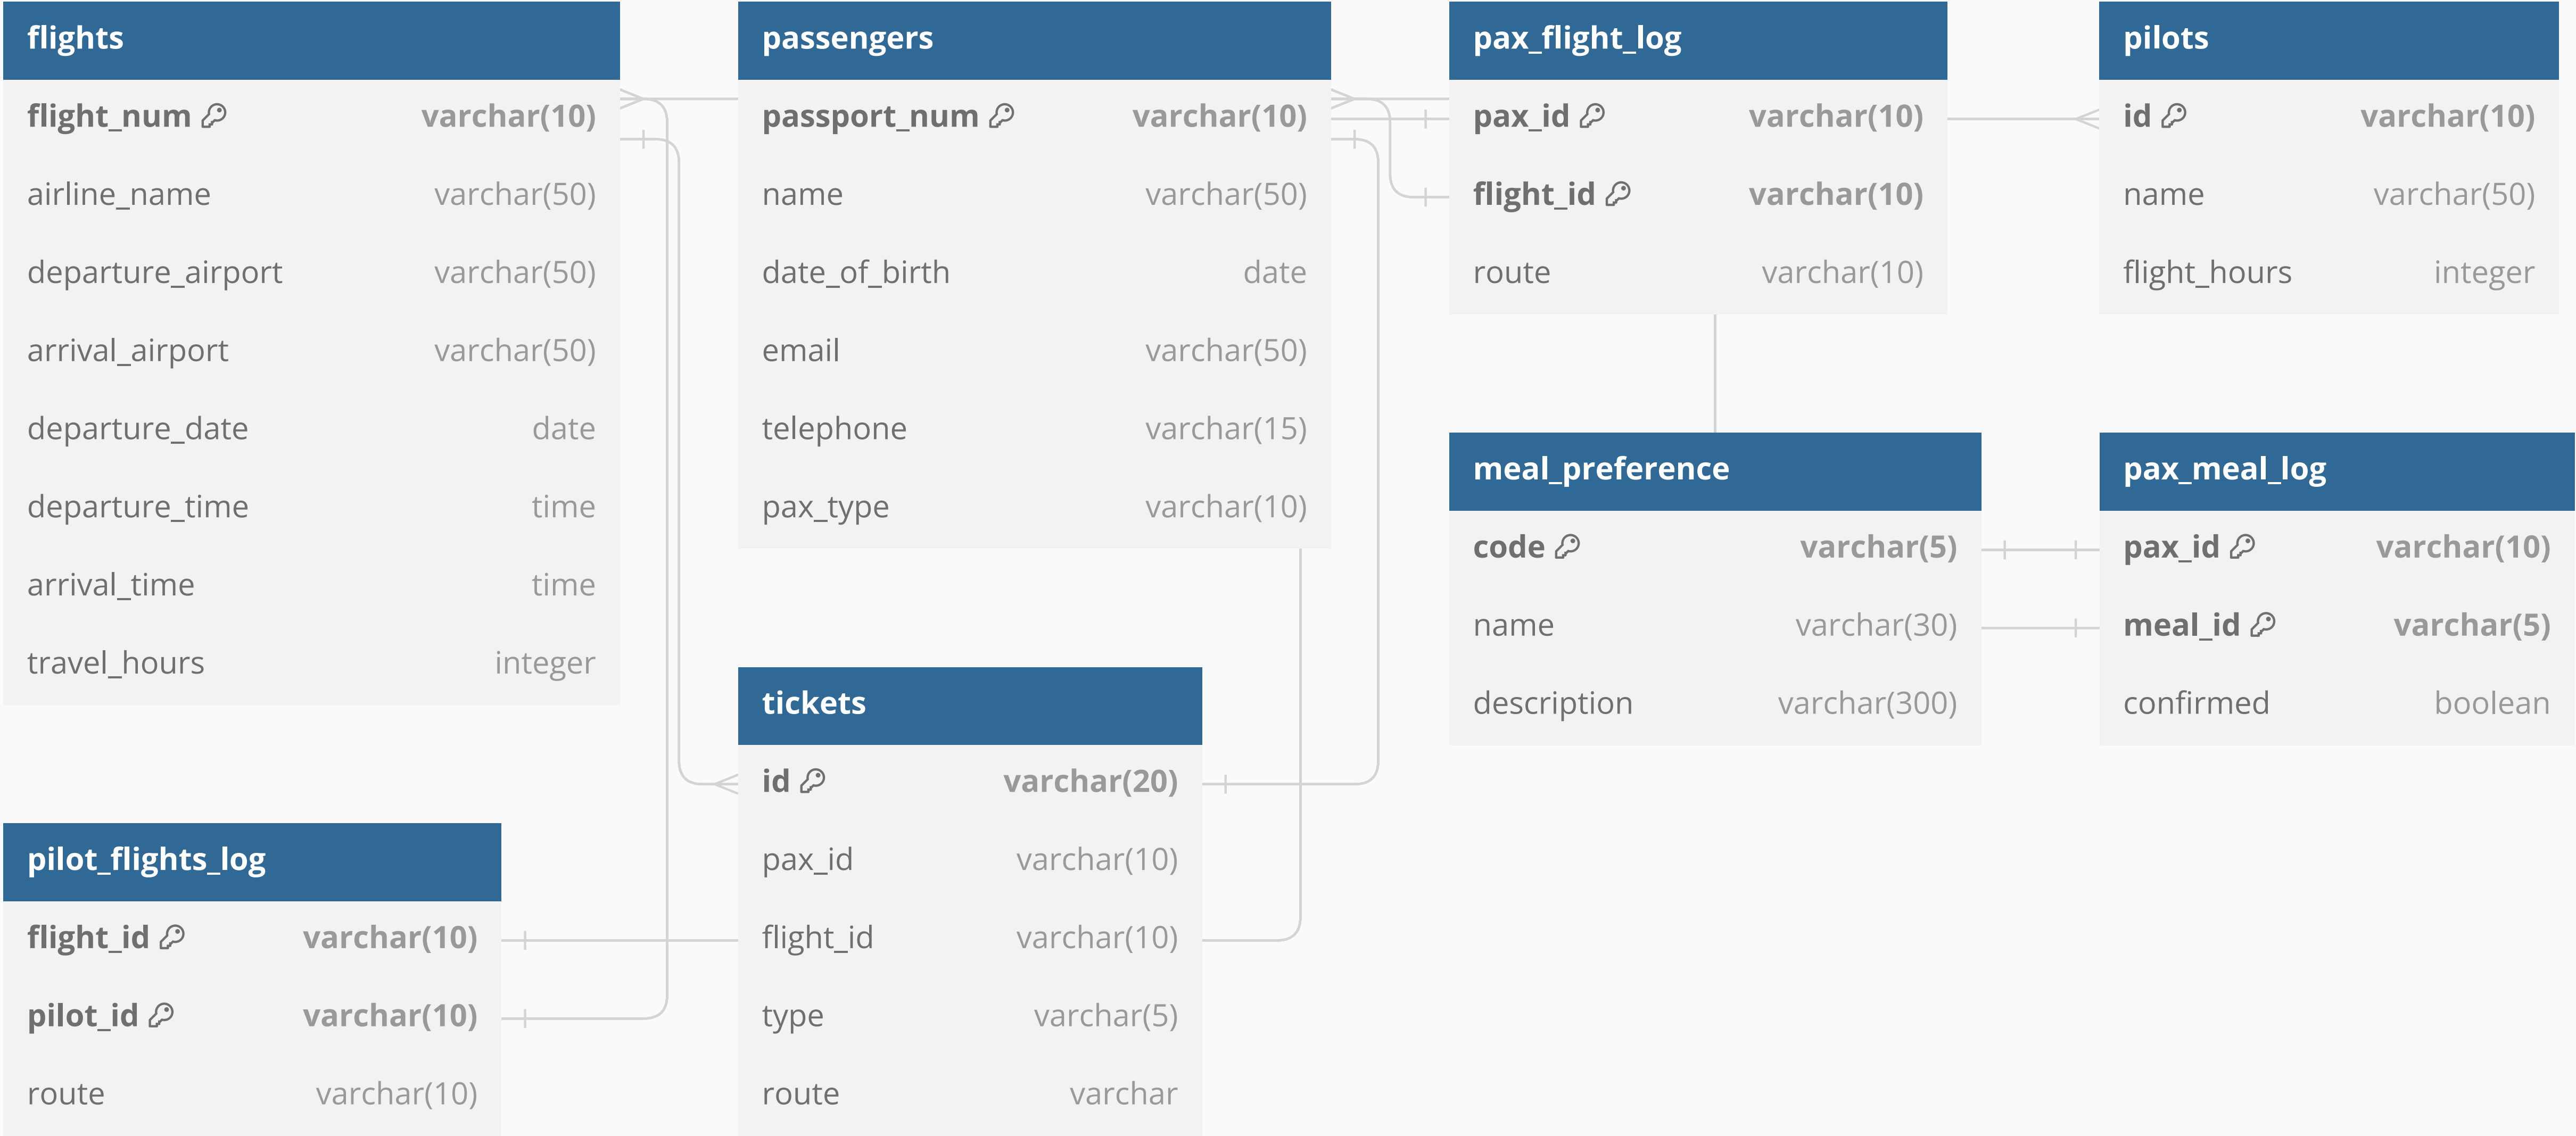 flights
flight_num varchar(10)
airline_name varchar(50)
departure_airport varchar(50)
arrival_airport varchar(50)
departure_date date
departure_time time
arrival_time time
travel_hours integer
passengers
passport_num varchar(10)
name varchar(50)
date_of_birth date
email varchar(50)
telephone varchar(15)
pax_type varchar(10)
pax_flight_log
pax_id varchar(10)
flight_id varchar(10)
route varchar(10)
pilots
id varchar(10)
name varchar(50)
flight_hours integer
meal_preference
code varchar(5)
name varchar(30)
description varchar(300)
pax_meal_log
pax_id varchar(10)
meal_id varchar(5)
confirmed boolean
tickets
id varchar(20)
pax_id varchar(10)
flight_id varchar(10)
type varchar(5)
route varchar
pilot_flights_log
flight_id varchar(10)
pilot_id varchar(10)
route varchar(10)